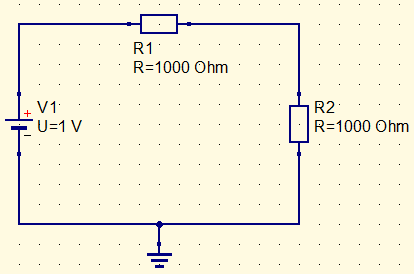 R1
R=1000 Ohm
V1
U=1 V
R2
R=1000 Ohm